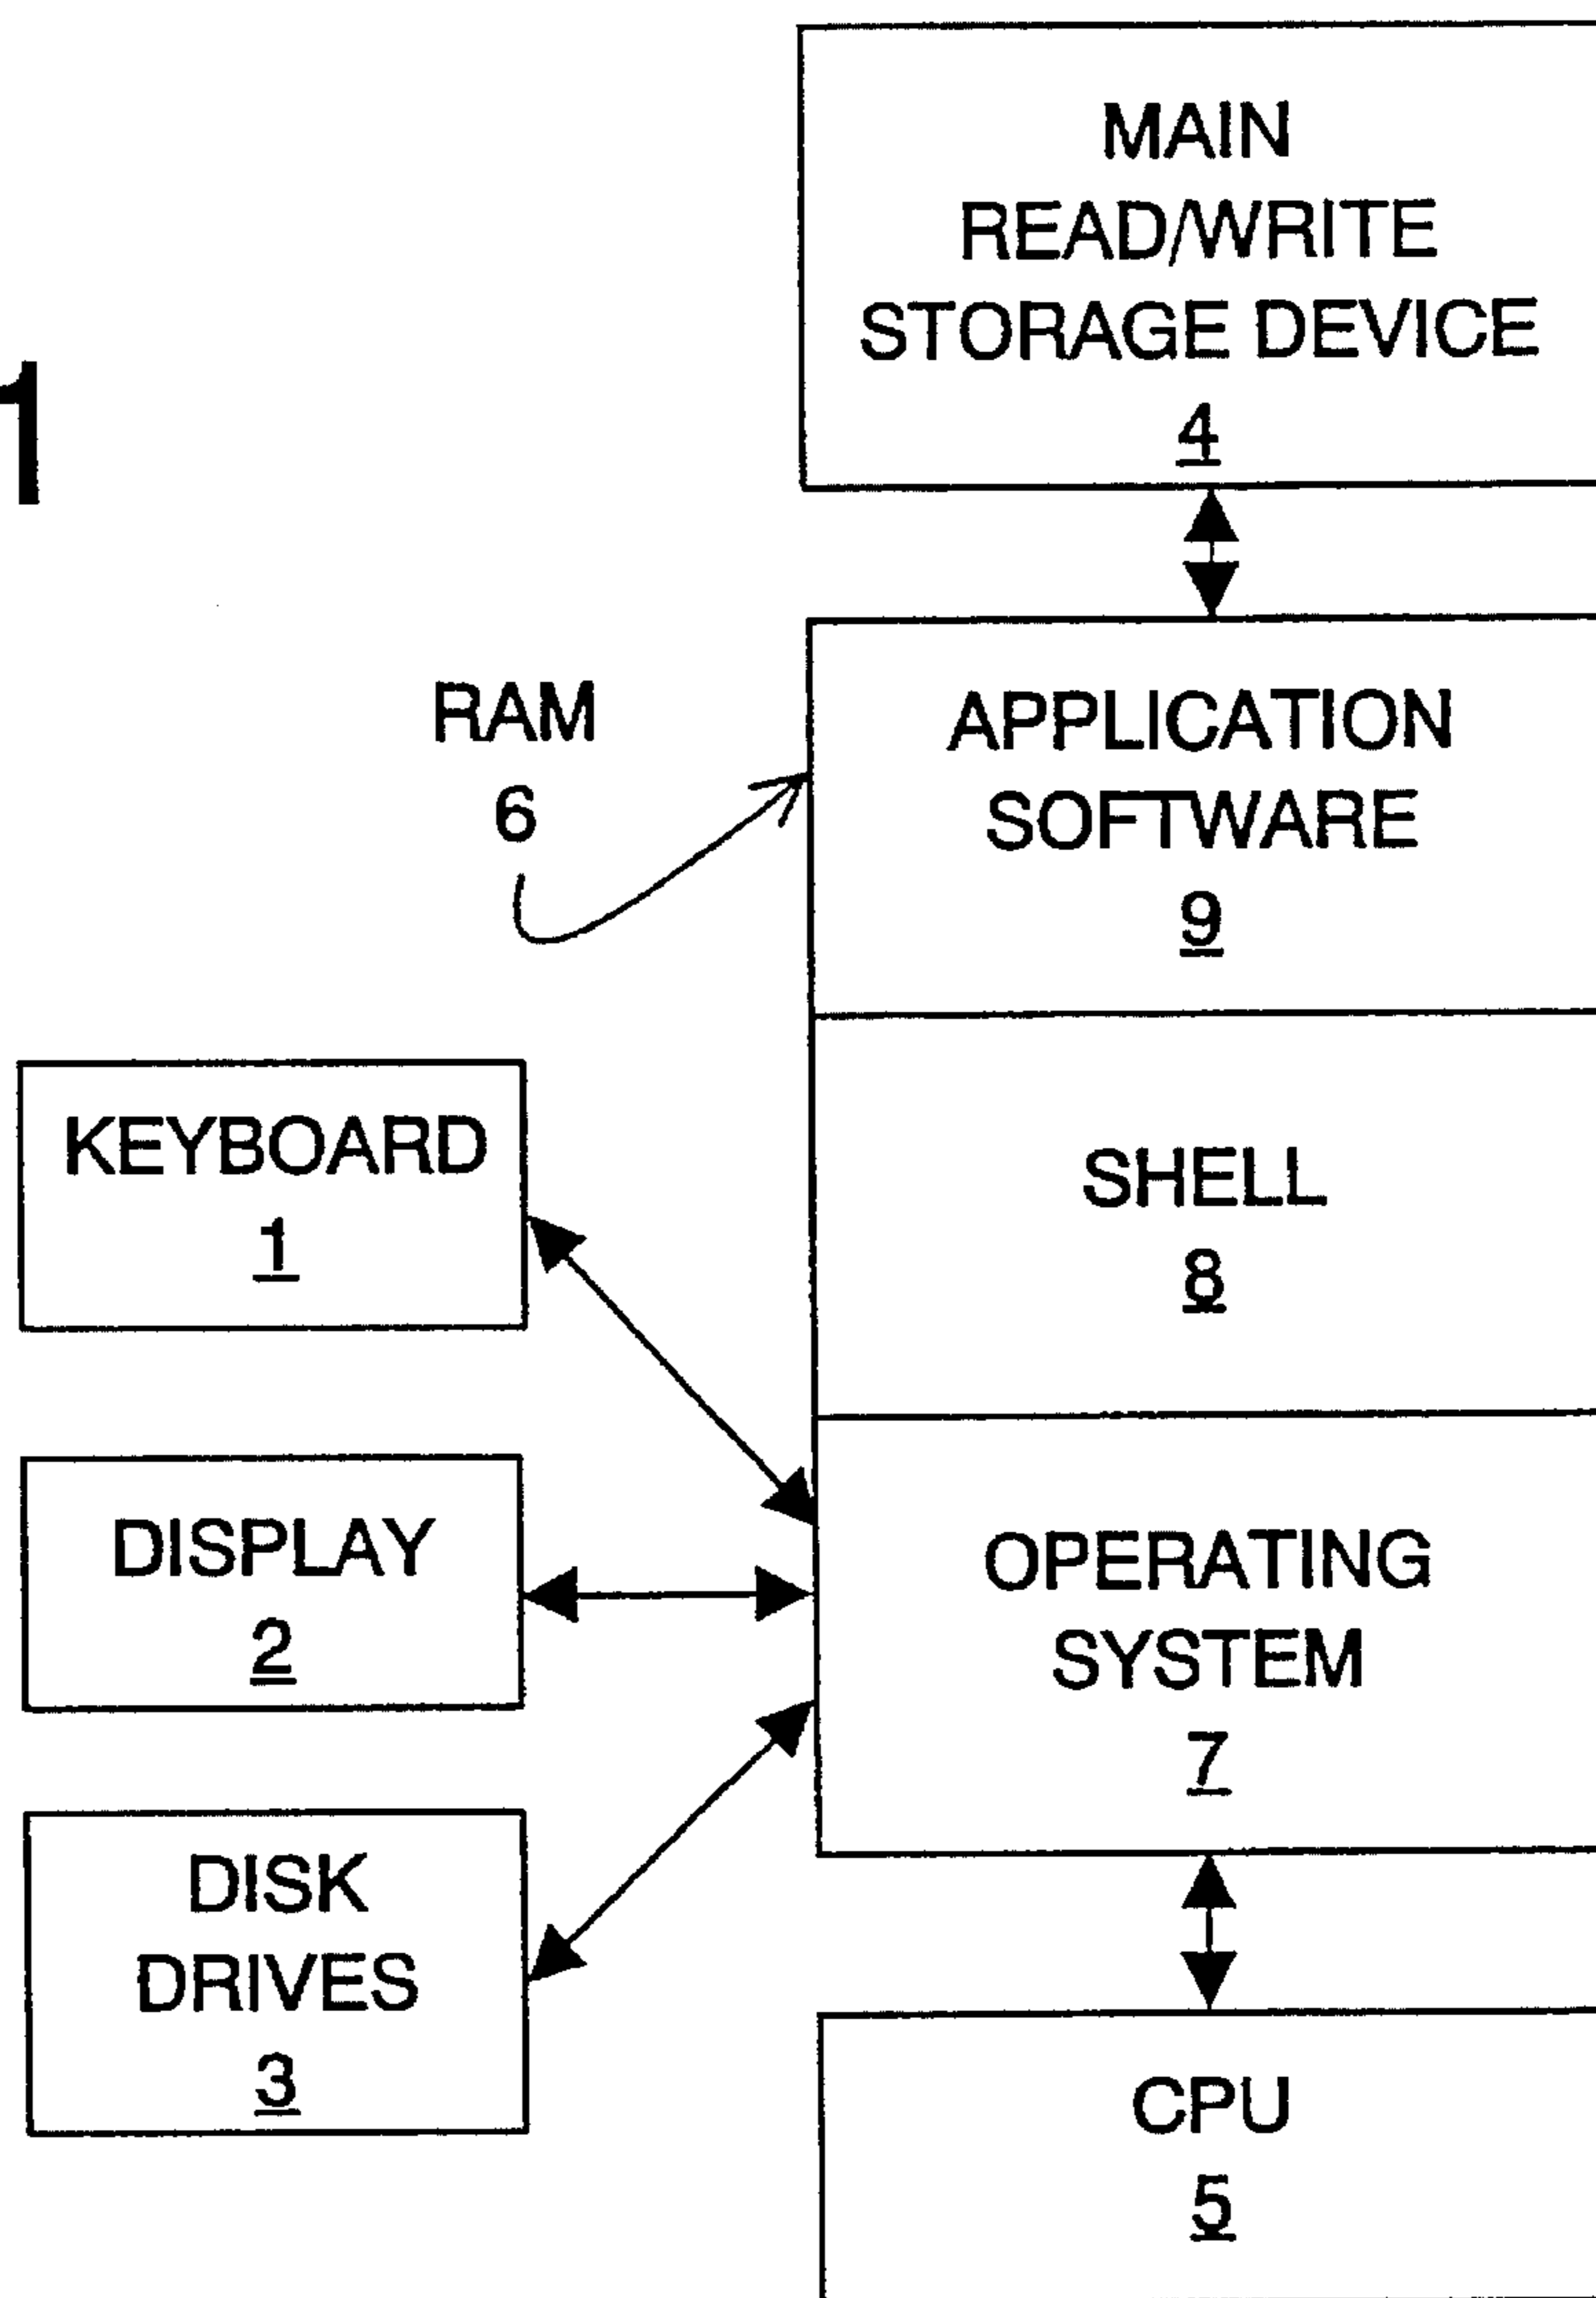 MAIN
READ/WRITE
STORAGE DEVICE
4
1
RAM
6
APPLICATION
SOFTWARE
9
KEYBOARD
1
SHELL
8
DISPLAY
2
OPERATING
SYSTEM
7
DISK
DRIVES
3
CPU
5